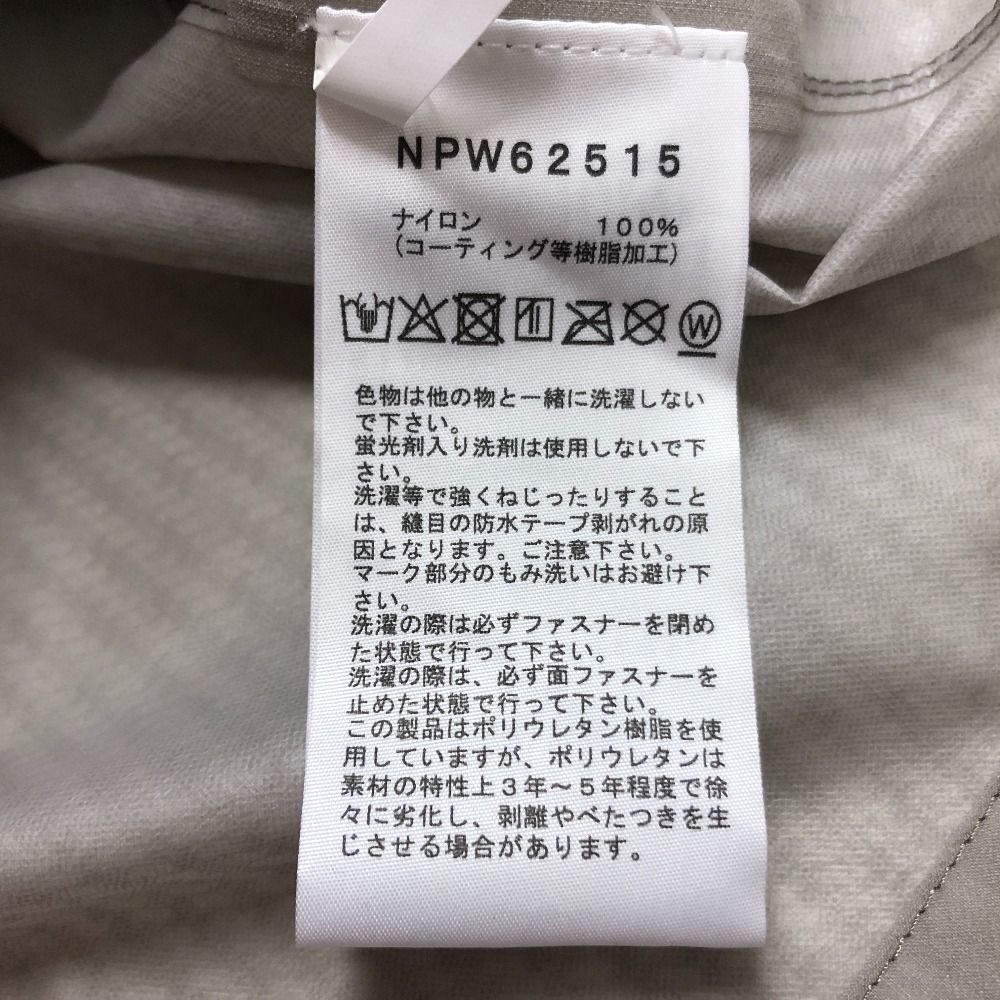 NPW62515
ナイロン 100%
(コーティング等樹脂加工)
W
色物は他の物と一緒に洗濯しない
で下さい。
蛍光剤入り洗剤は使用しないで下
さい。
洗濯等で強くねじったりすること
は、縫目の防水テープ剥がれの原
因となります。ご注意下さい。
マーク部分のもみ洗いはお避け下
さい。
洗濯の際は必ずファスナーを閉め
た状態で行って下さい。
洗濯の際は、必ず面ファスナーを
止めた状態で行って下さい。
この製品はポリウレタン樹脂を使
用していますが、ポリウレタンは
素材の特性上3年〜5年程度で徐
々に劣化し、剥離やべたつきを生
じさせる場合があります。